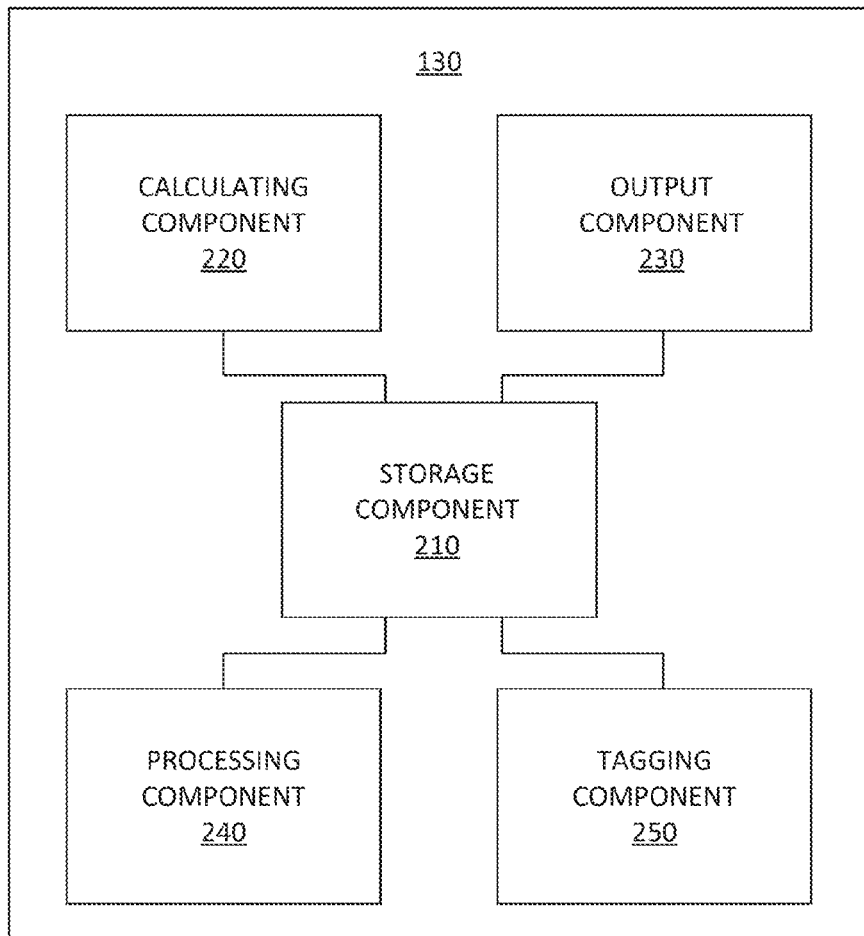 130
CALCULATING
COMPONENT
220
OUTPUT
COMPONENT
230
STORAGE
COMPONENT
210
PROCESSING
COMPONENT
240
TAGGING
COMPONENT
250